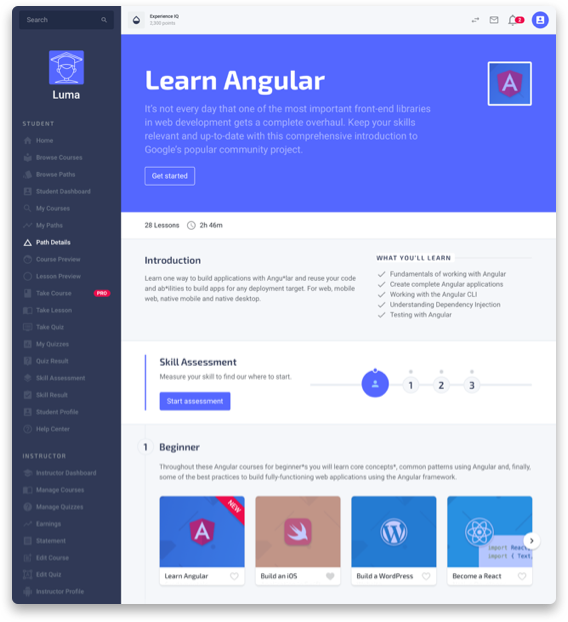 Search
Experience IQ
2,300 points
2
Luma
STUDENT
Home
Browse Courses
Browse Paths
Student Dashboard
My Courses
My Paths
Path Details
Course Preview
Lesson Preview
Take Course PRO
Take Lesson
Take Quiz
My Quizzes
Quiz Result
Skill Assessment
Skill Result
Student Profile
Help Center
INSTRUCTOR
Instructor Dashboard
Manage Courses
Manage Quizzes
Earnings
Statement
Edit Course
Edit Quiz
Instructor Profile
Learn Angular
It's not every day that one of the most important front-end libraries
in web development gets a complete overhaul. Keep your skills
relevant and up-to-date with this comprehensive introduction to
Google's popular community project.
Get started
28 Lessons 2h 46m
Introduction
Learn one way to build applications with Angu*lar and reuse your code
and ab*ilities to build apps for any deployment target. For web, mobile
web, native mobile and native desktop.
WHAT YOU'LL LEARN
Fundamentals of working with Angular
Create complete Angular applications
Working with the Angular CLI
Understanding Dependency Injection
Testing with Angular
Skill Assessment
Measure your skill to find our where to start.
Start assessment
1 2 3
1 Beginner
Throughout these Angular courses for beginner*s you will learn core concepts*, common patterns using Angular and, finally,
some of the best practices to build fully-functioning web applications using the Angular framework.
NEW
Learn Angular
Build an iOS
Build a WordPress
import React
import { Text,
Become a React